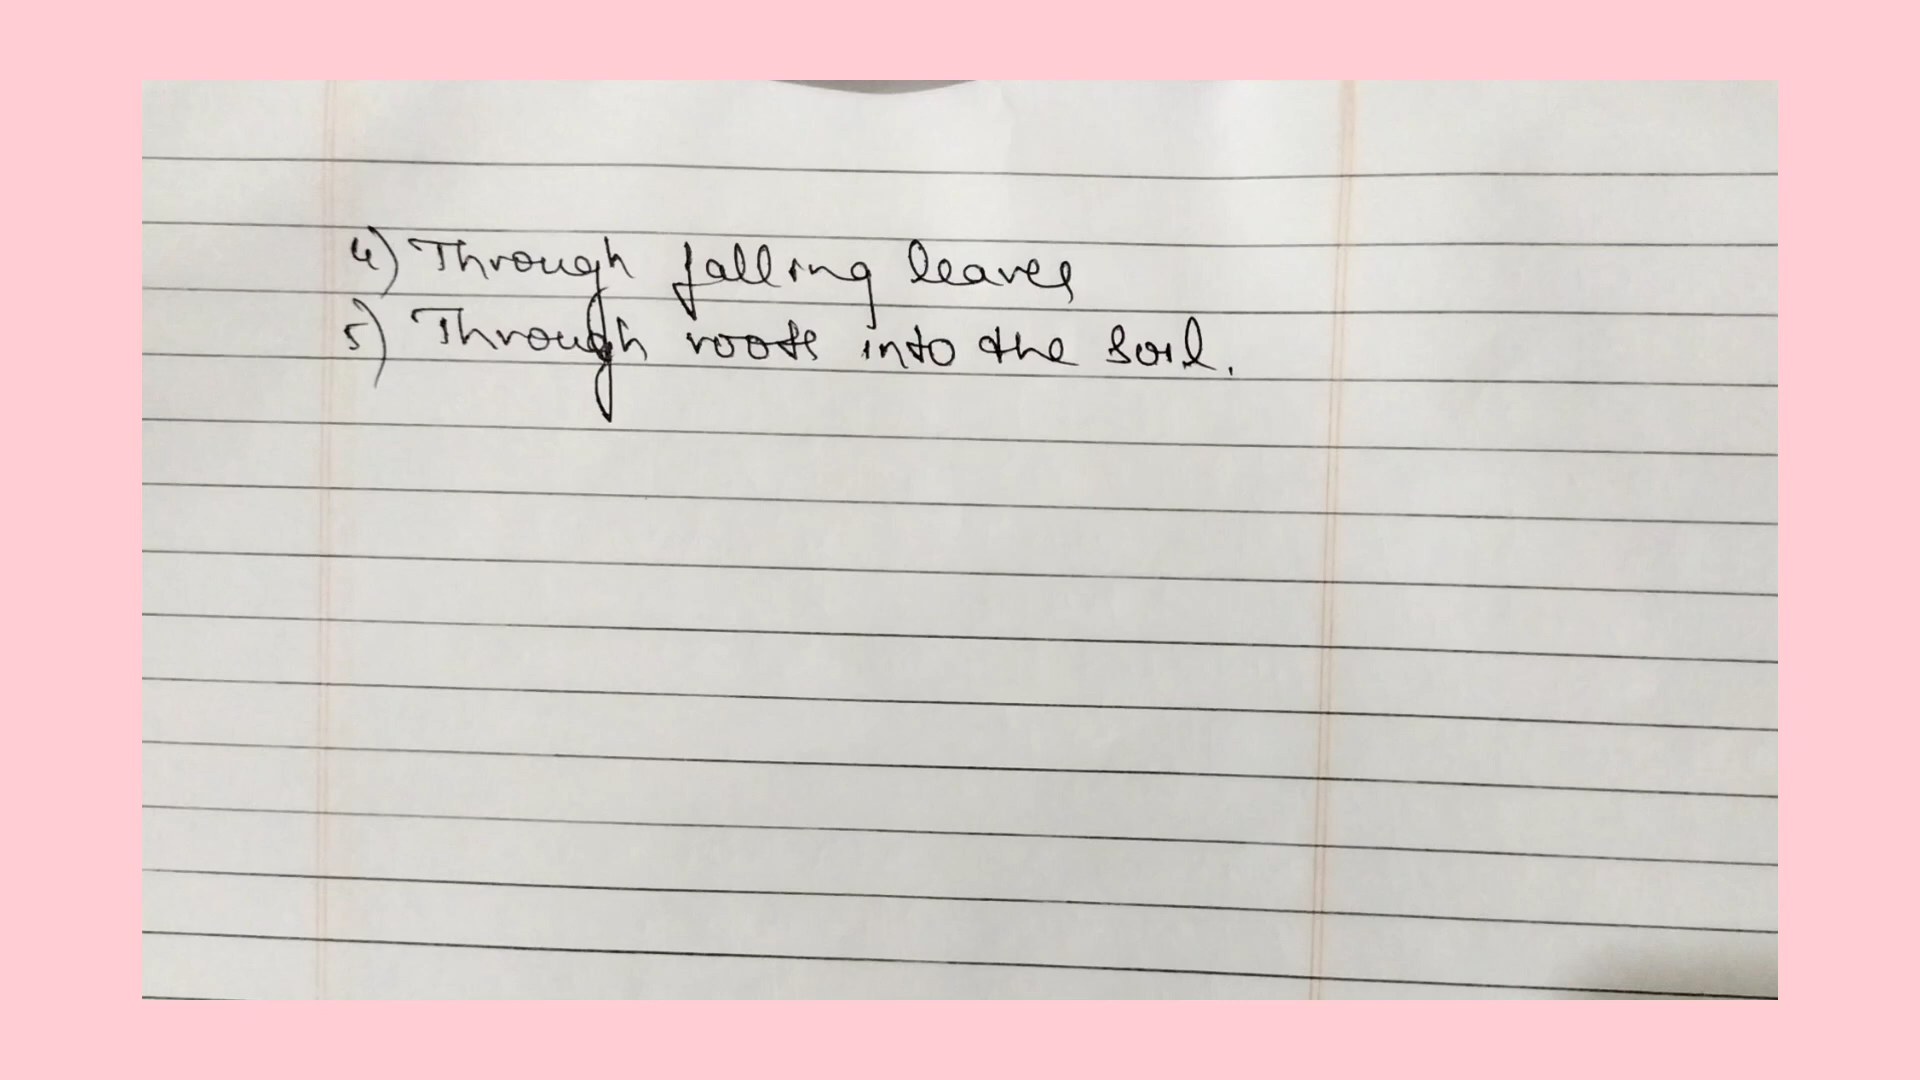 4) Through falling leaves
5) Through roots into the soil.